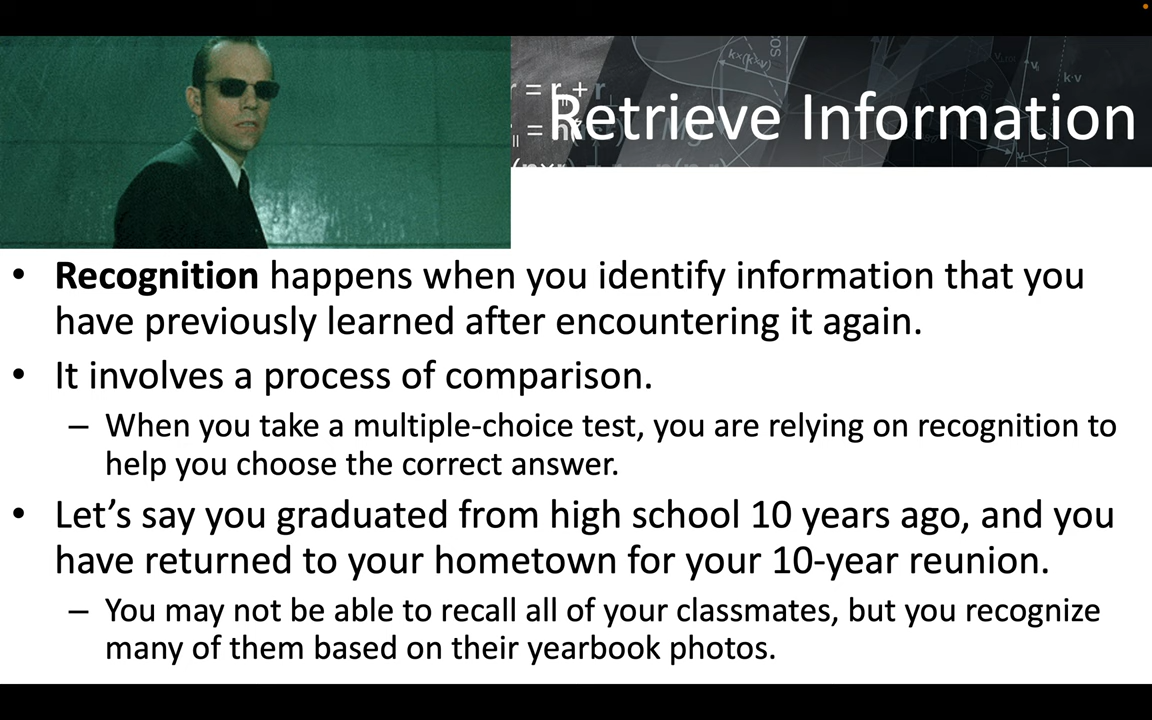 Retrieve Information
• Recognition happens when you identify information that you
have previously learned after encountering it again.
• It involves a process of comparison.
– When you take a multiple-choice test, you are relying on recognition to
help you choose the correct answer.
• Let’s say you graduated from high school 10 years ago, and you
have returned to your hometown for your 10-year reunion.
– You may not be able to recall all of your classmates, but you recognize
many of them based on their yearbook photos.